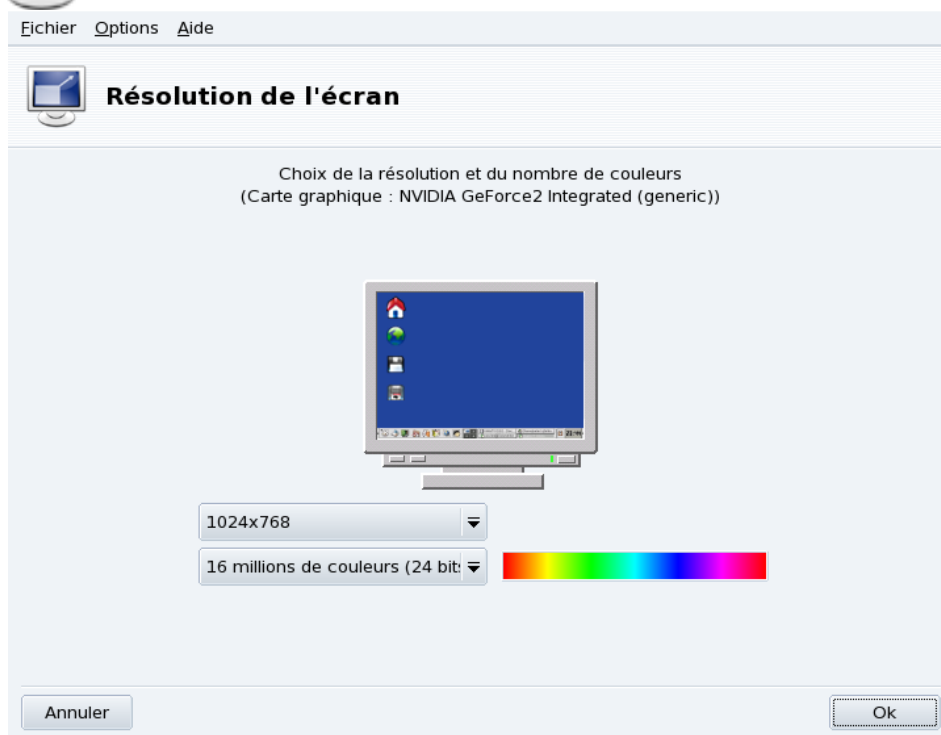 Fichier Options Aide
Résolution de l'écran
Choix de la résolution et du nombre de couleurs
(Carte graphique : NVIDIA GeForce2 Integrated (generic))
1024x768
16 millions de couleurs (24 bit
Annuler
Ok